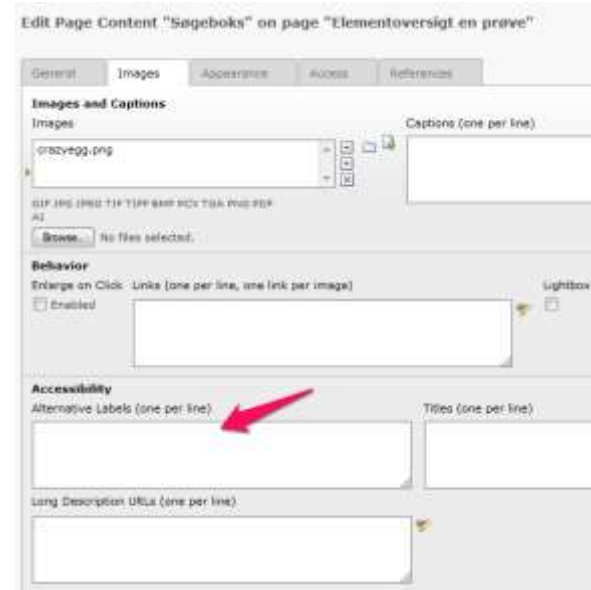 Edit Page Content "Søgeboks" on page "Elementoversigt en prøve"
General Images Appearance Access References
Images and Captions
Images Captions (one per line)
crazyegg.png
GIF JPG JPEG TIF TIFF BMP PCX TGA PNG PDF
AI
Browse... No files selected.
Behavior
Enlarge on Click Links (one per line, one link per image) Lightbox
Enabled
Accessibility
Alternative Labels (one per line) Titles (one per line)
Long Description URLs (one per line)